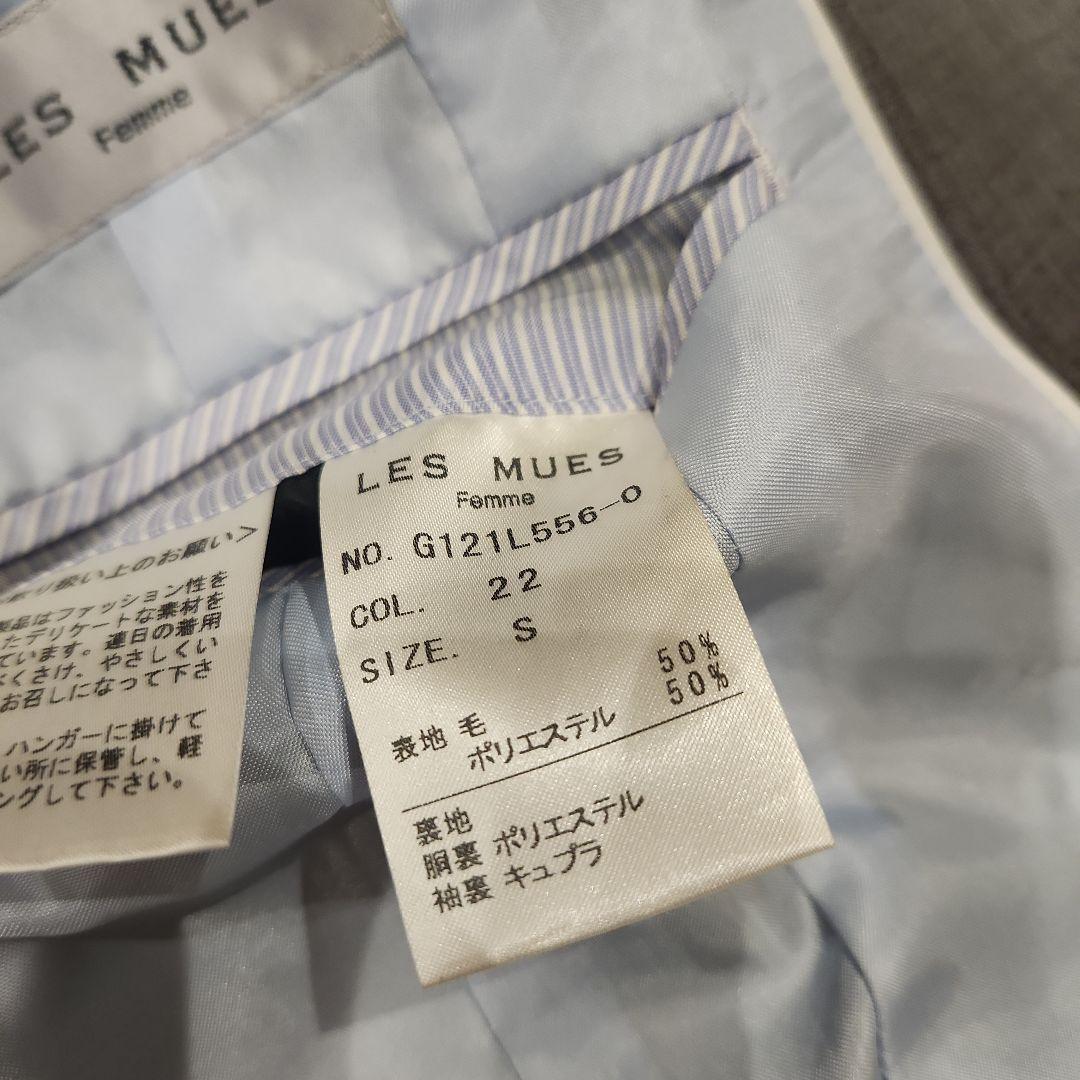 LES MUE
Femme
LES MUES
Femme
NO. G121L556-0
COL. 22
SIZE. S
表地 毛 50%
ポリエステル 50%
裏地
胴裏 ポリエステル
袖裏 キュプラ
り扱い上のお願い>
製品はファッション性を
たデリケートな素材を
ています。連日の着用
くさけ、やさしくい
お召しになって下さ
ハンガーに掛けて
い所に保管し、軽
ングして下さい。